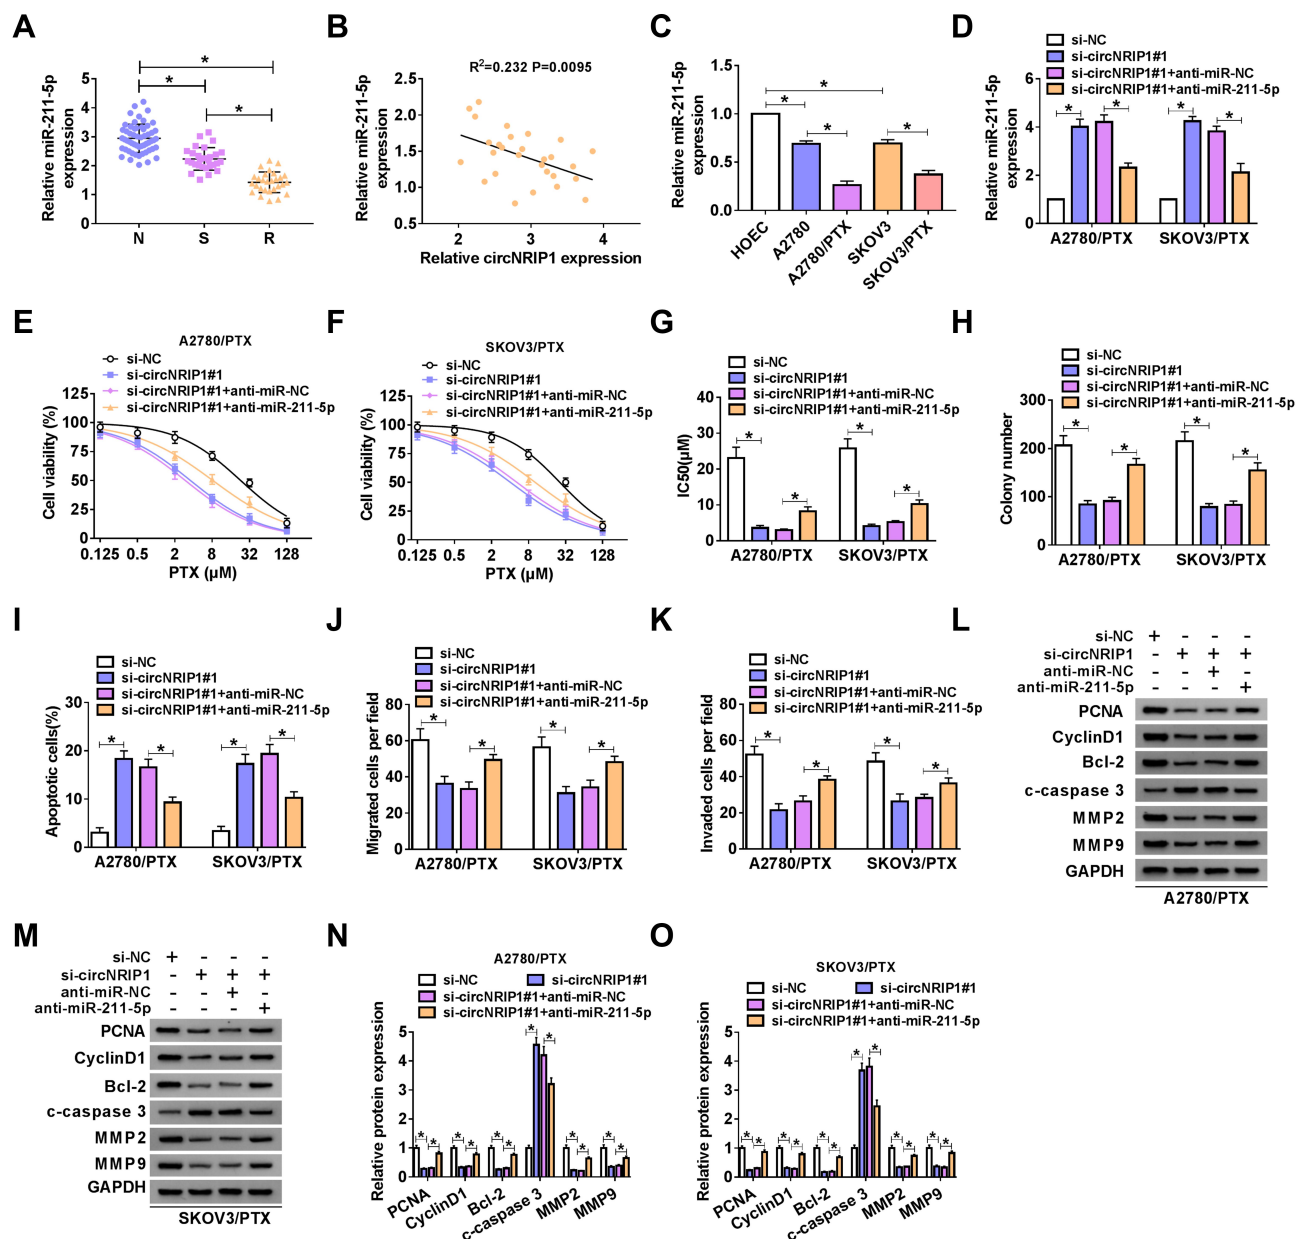 A
*
*
*
Relative miR-211-5p
expression
5
4
3
2
1
0
N S R
B
R²=0.232 P=0.0095
Relative miR-211-5p
expression
2.5
2.0
1.5
1.0
0.5
2 3 4
Relative circNRIP1 expression
C
Relative miR-211-5p
expression
1.5
1.0
0.5
0.0
*
*
*
*
HOEC
A2780
A2780/PTX
SKOV3
SKOV3/PTX
D
si-NC
si-circNRIP1#1
si-circNRIP1#1+anti-miR-NC
si-circNRIP1#1+anti-miR-211-5p
Relative miR-211-5p
expression
6
4
2
0
* * * *
A2780/PTX SKOV3/PTX
E
A2780/PTX
si-NC
si-circNRIP1#1
si-circNRIP1#1+anti-miR-NC
si-circNRIP1#1+anti-miR-211-5p
Cell viability (%)
125
100
75
50
25
0
0.125 0.5 2 8 32 128
PTX (μM)
F
SKOV3/PTX
si-NC
si-circNRIP1#1
si-circNRIP1#1+anti-miR-NC
si-circNRIP1#1+anti-miR-211-5p
Cell viability (%)
125
100
75
50
25
0
0.125 0.5 2 8 32 128
PTX (μM)
G
si-NC
si-circNRIP1#1
si-circNRIP1#1+anti-miR-NC
si-circNRIP1#1+anti-miR-211-5p
IC50(μM)
40
30
20
10
0
* * * *
A2780/PTX SKOV3/PTX
H
si-NC
si-circNRIP1#1
si-circNRIP1#1+anti-miR-NC
si-circNRIP1#1+anti-miR-211-5p
Colony number
300
200
100
0
* * * *
A2780/PTX SKOV3/PTX
I
si-NC
si-circNRIP1#1
si-circNRIP1#1+anti-miR-NC
si-circNRIP1#1+anti-miR-211-5p
Apoptotic cells(%)
30
20
10
0
* * * *
A2780/PTX SKOV3/PTX
J
si-NC
si-circNRIP1#1
si-circNRIP1#1+anti-miR-NC
si-circNRIP1#1+anti-miR-211-5p
Migrated cells per field
80
60
40
20
0
* * * *
A2780/PTX SKOV3/PTX
K
si-NC
si-circNRIP1#1
si-circNRIP1#1+anti-miR-NC
si-circNRIP1#1+anti-miR-211-5p
Invaded cells per field
80
60
40
20
0
* * * *
A2780/PTX SKOV3/PTX
L
si-NC + - - -
si-circNRIP1 - + + +
anti-miR-NC - - + -
anti-miR-211-5p - - - +
PCNA
CyclinD1
Bcl-2
c-caspase 3
MMP2
MMP9
GAPDH
A2780/PTX
M
si-NC + - - -
si-circNRIP1 - + + +
anti-miR-NC - - + -
anti-miR-211-5p - - - +
PCNA
CyclinD1
Bcl-2
c-caspase 3
MMP2
MMP9
GAPDH
SKOV3/PTX
N
A2780/PTX
si-NC si-circNRIP1#1
si-circNRIP1#1+anti-miR-NC
si-circNRIP1#1+anti-miR-211-5p
Relative protein expression
5
4
3
2
1
0
* * * * * * * * * * * *
PCNA
CyclinD1
Bcl-2
c-caspase 3
MMP2
MMP9
O
SKOV3/PTX
si-NC si-circNRIP1#1
si-circNRIP1#1+anti-miR-NC
si-circNRIP1#1+anti-miR-211-5p
Relative protein expression
5
4
3
2
1
0
* * * * * * * * * * * *
PCNA
CyclinD1
Bcl-2
c-caspase 3
MMP2
MMP9